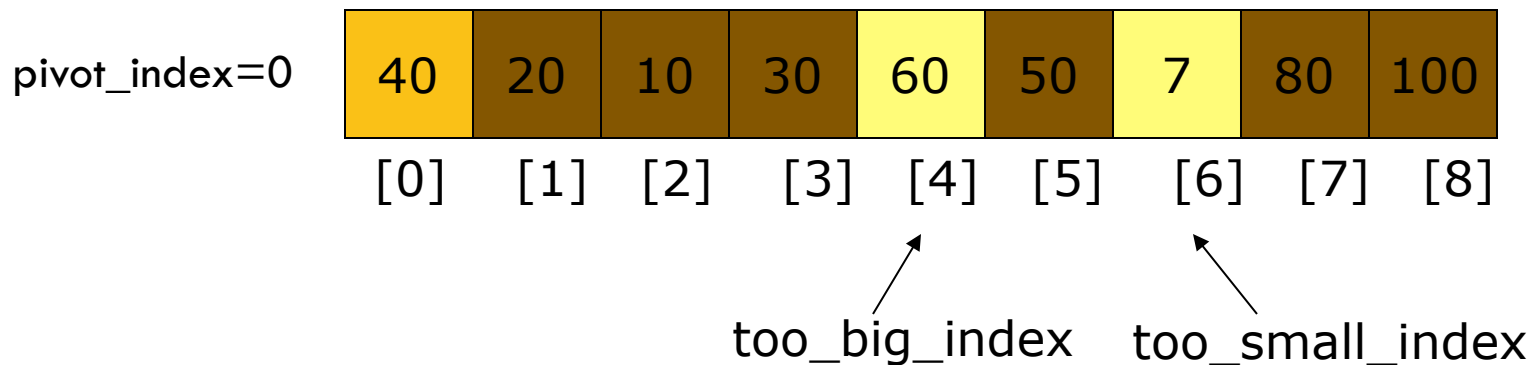 pivot_index=0 40 20 10 30 60 50 7 80 100
[0] [1] [2] [3] [4] [5] [6] [7] [8]
too_big_index too_small_index